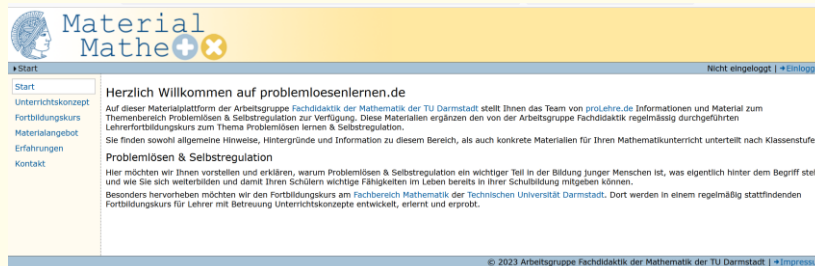 Material
Mathe
Start
Nicht eingeloggt | Einlogg
Start
Unterrichtskonzept
Fortbildungskurs
Materialangebot
Erfahrungen
Kontakt
Herzlich Willkommen auf problemloesenlernen.de
Auf dieser Materialplattform der Arbeitsgruppe Fachdidaktik der Mathematik der TU Darmstadt stellt Ihnen das Team von proLehre.de Informationen und Material zum
Themenbereich Problemlösen & Selbstregulation zur Verfügung. Diese Materialien ergänzen den von der Arbeitsgruppe Fachdidaktik regelmäßig durchgeführten
Lehrerfortbildungskurs zum Thema Problemlösen lernen & Selbstregulation.
Sie finden sowohl allgemeine Hinweise, Hintergründe und Information zu diesem Bereich, als auch konkrete Materialien für Ihren Mathematikunterricht unterteilt nach Klassenstufe
Problemlösen & Selbstregulation
Hier möchten wir Ihnen vorstellen und erklären, warum Problemlösen & Selbstregulation ein wichtiger Teil in der Bildung junger Menschen ist, was eigentlich hinter dem Begriff stel
und wie Sie sich weiterbilden und damit Ihren Schülern wichtige Fähigkeiten im Leben bereits in ihrer Schulbildung mitgeben können.
Besonders hervorheben möchten wir den Fortbildungskurs am Fachbereich Mathematik der Technischen Universität Darmstadt. Dort werden in einem regelmäßig stattfindenden
Fortbildungskurs für Lehrer mit Betreuung Unterrichtskonzepte entwickelt, erlernt und erprobt.
© 2023 Arbeitsgruppe Fachdidaktik der Mathematik der TU Darmstadt | Impressu